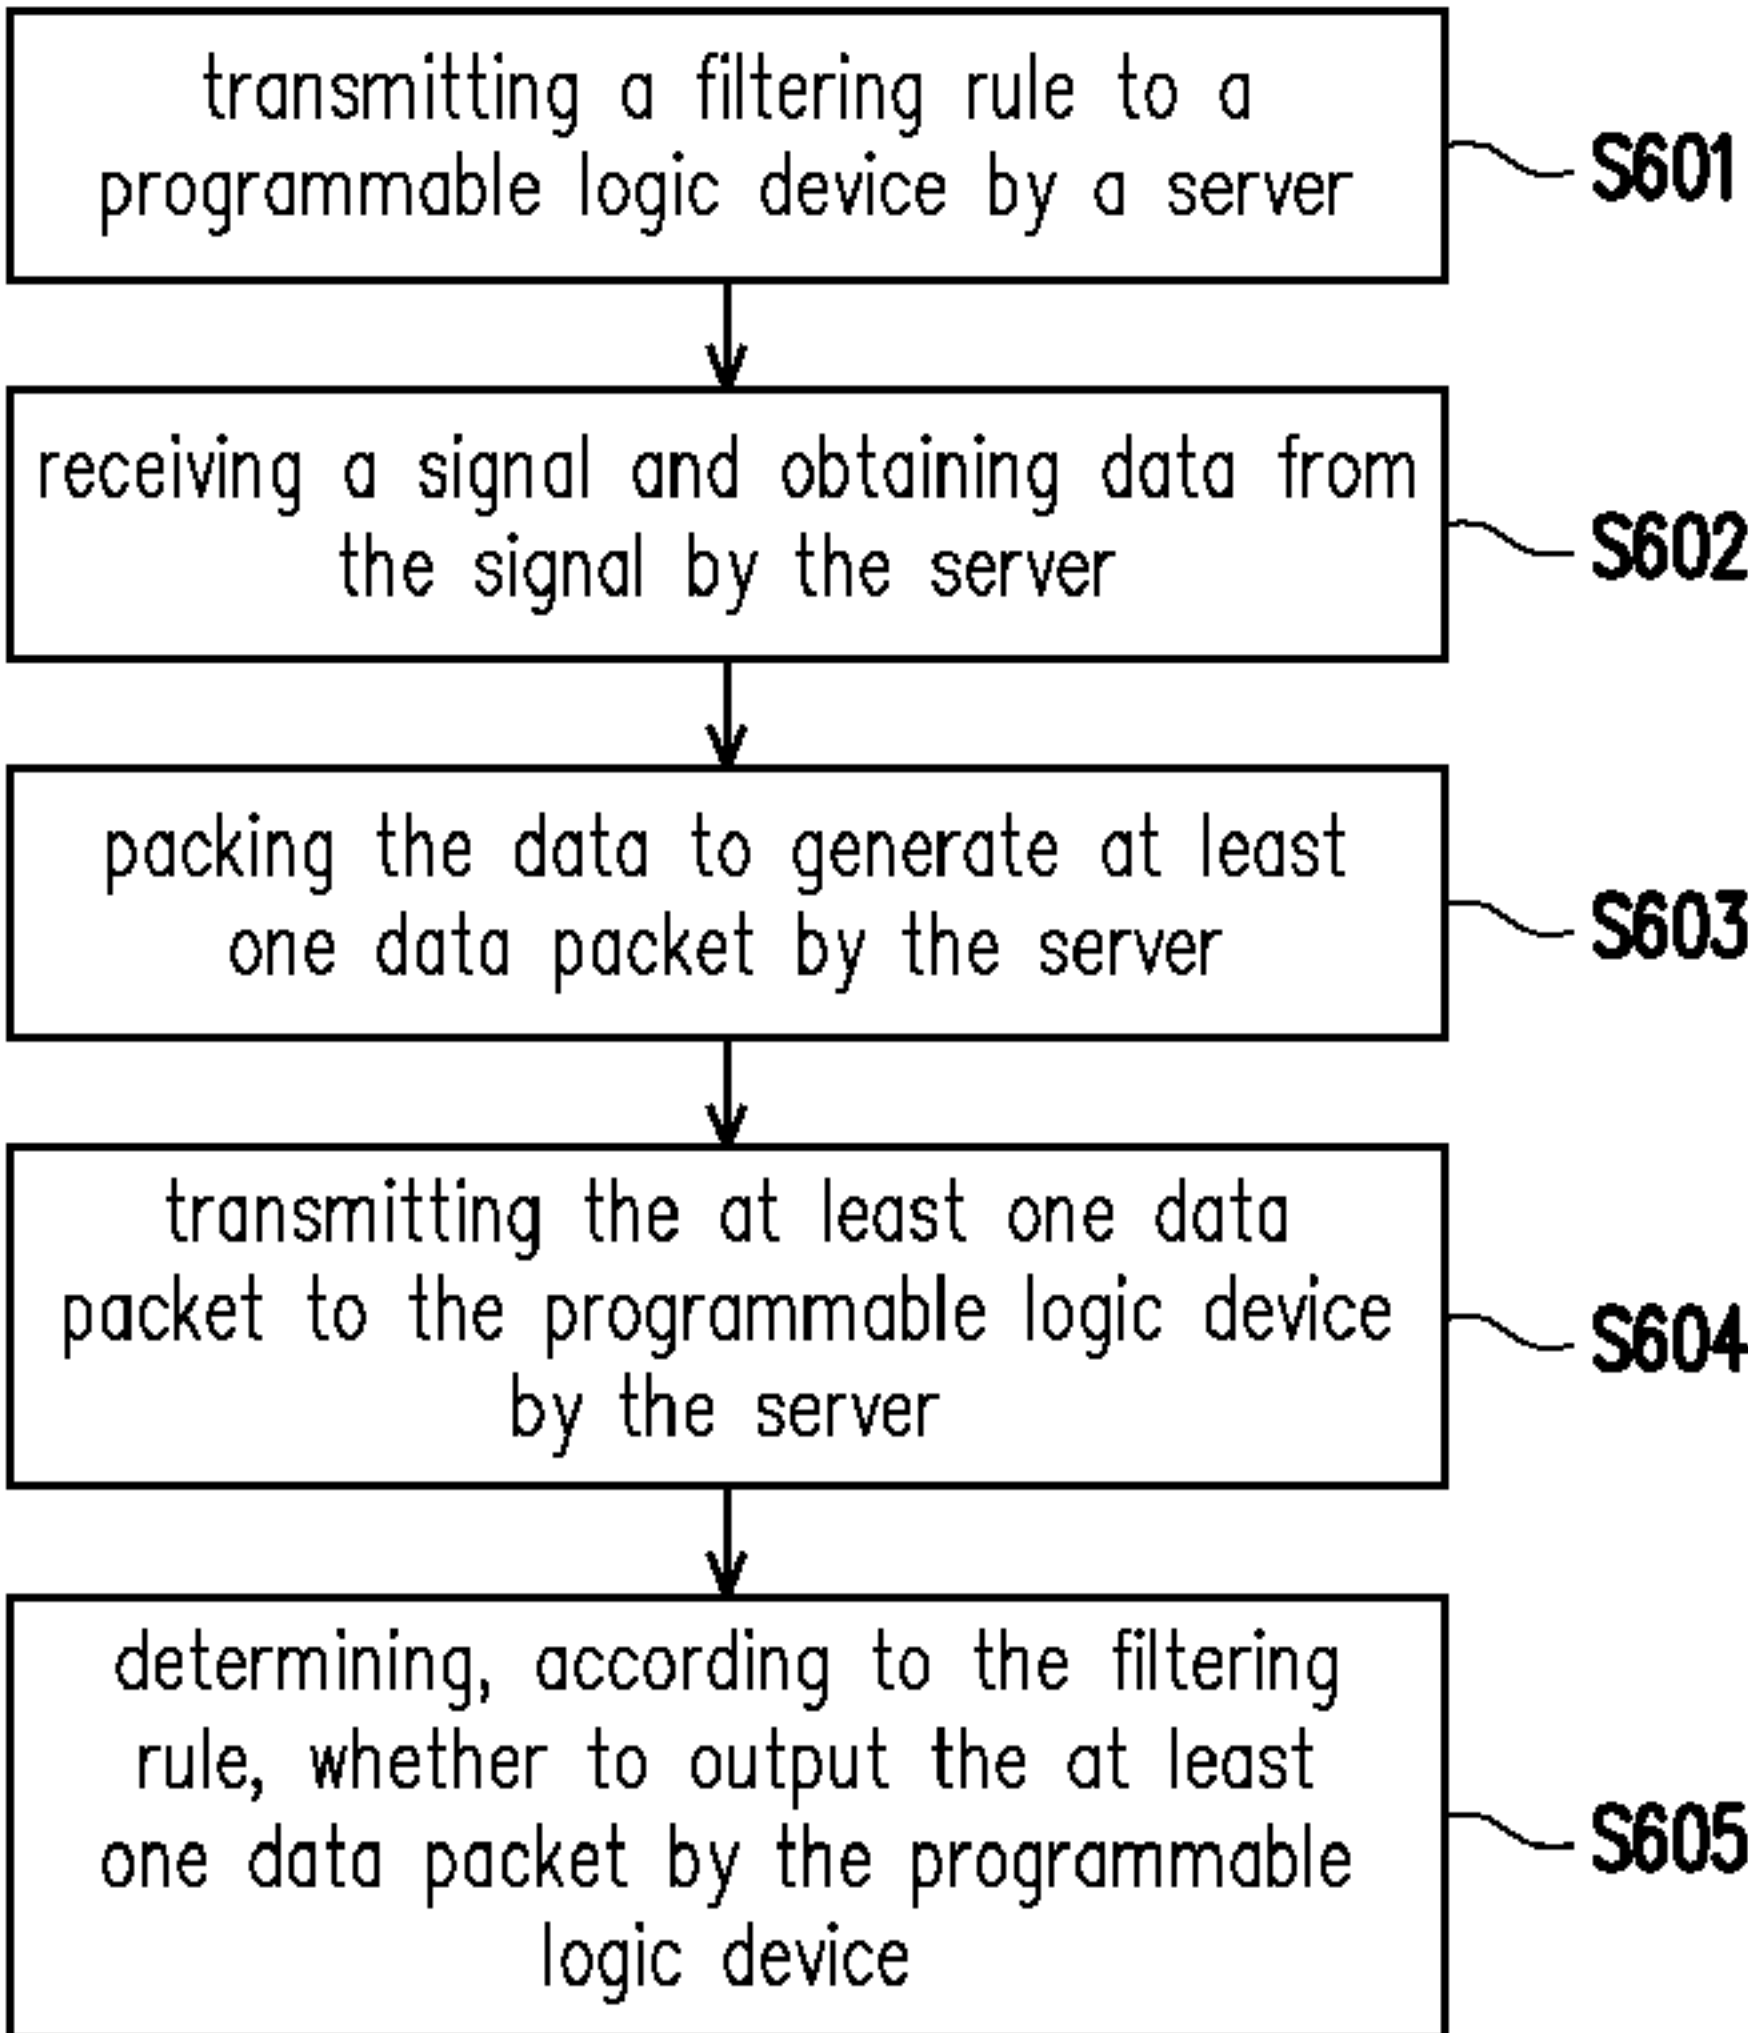 transmitting a filtering rule to a
programmable logic device by a server
S601
receiving a signal and obtaining data from
the signal by the server
S602
packing the data to generate at least
one data packet by the server
S603
transmitting the at least one data
packet to the programmable logic device
by the server
S604
determining, according to the filtering
rule, whether to output the at least
one data packet by the programmable
logic device
S605